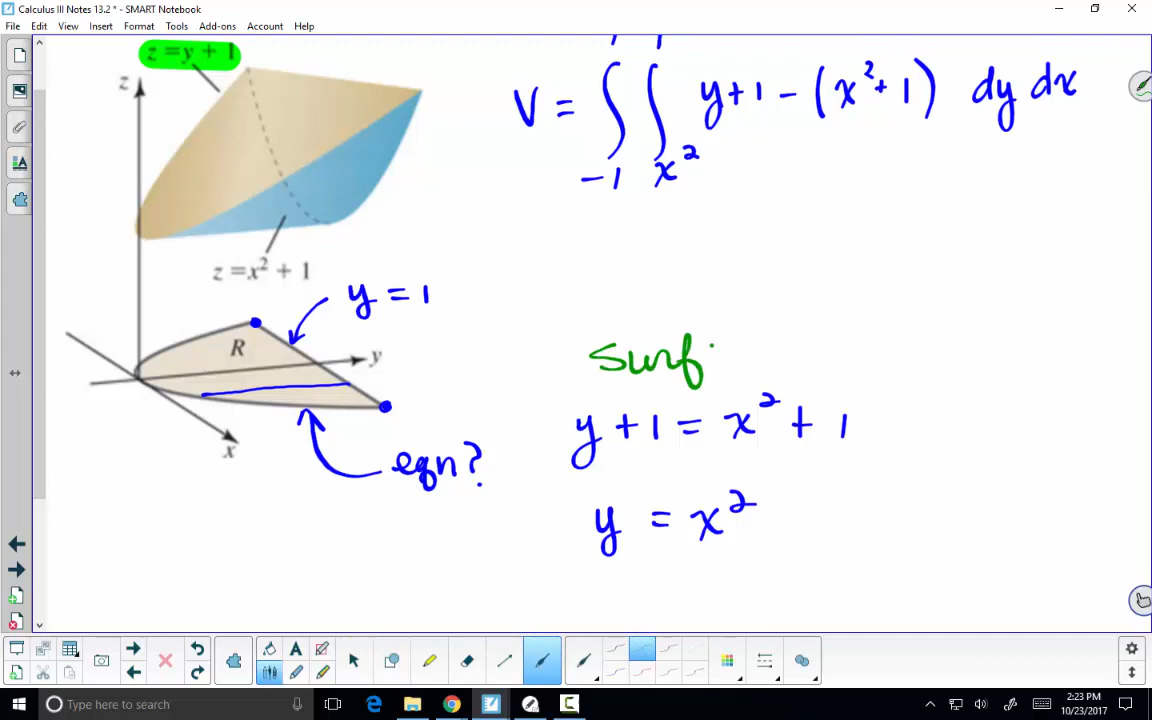 Calculus III Notes 13.2 * - SMART Notebook
File Edit View Insert Format Tools Add-ons Account Help
z = y + 1
z
V = ∫ ∫ y+1 - (x²+1) dy dx
-1 x²
z = x² + 1
y = 1
R
y
x
surf
y + 1 = x² + 1
eqn?
y = x²
A
Type here to search
2:23 PM
10/23/2017